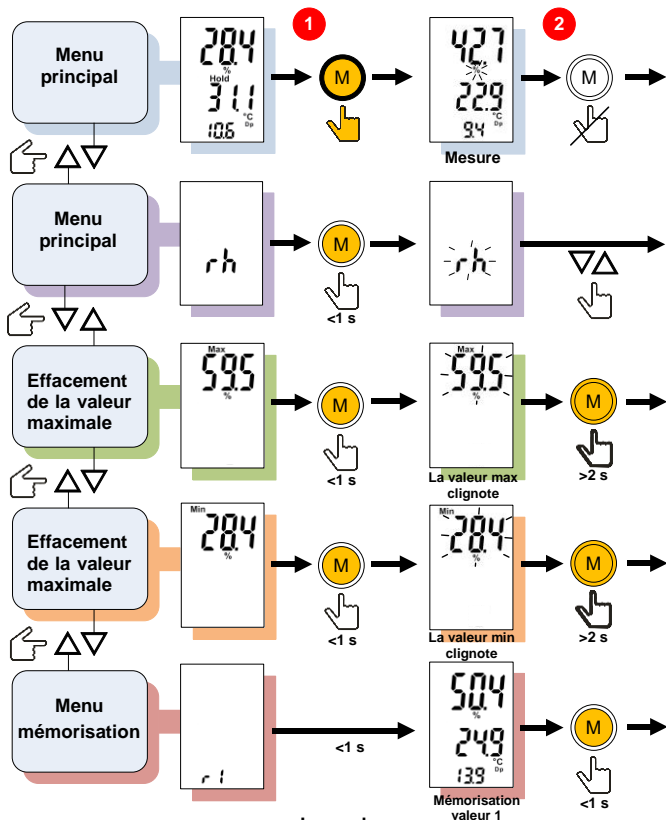 1
2
Menu
principal
28.4
%
Hold
31.1
°C
10.6 Dp
M
42.7
%
22.9
°C
9.4 Dp
M
Mesure
Menu
principal
rh
M
<1 s
rh
Effacement
de la valeur
maximale
Max
59.5
%
M
<1 s
Max
59.5
%
La valeur max
clignote
M
>2 s
Effacement
de la valeur
maximale
Min
28.4
%
M
<1 s
Min
28.4
%
La valeur min
clignote
M
>2 s
Menu
mémorisation
r1
<1 s
50.4
%
24.9
°C
13.9 Dp
Mémorisation
valeur 1
M
<1 s